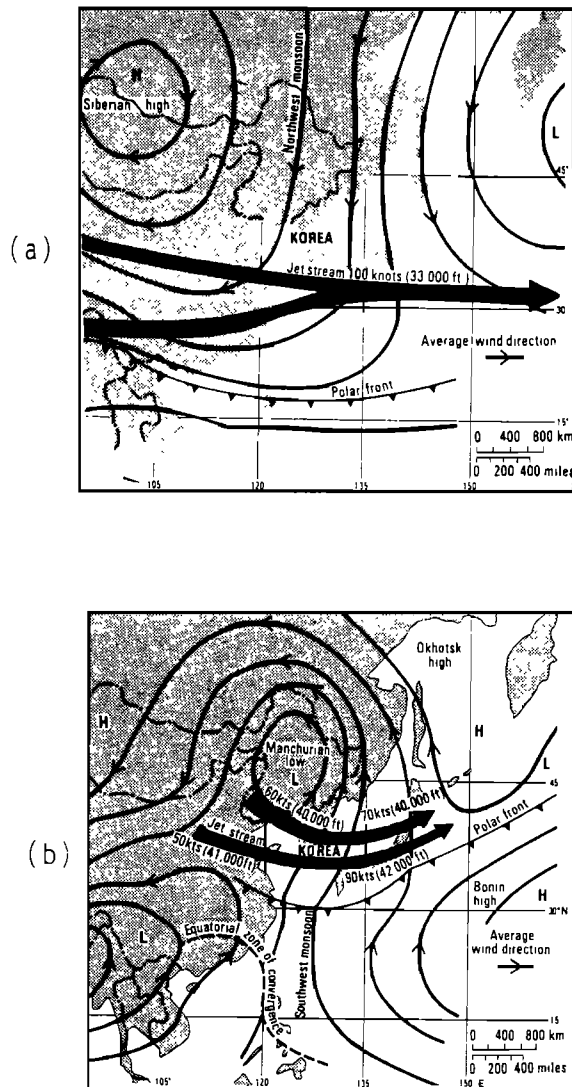 (a)
H
Siberian high
Northwest monsoon
L
45°
KOREA
Jet stream 100 knots (33 000 ft)
30
Average wind direction
Polar front
15°
0 400 800 km
0 200 400 miles
105
120
135
150
(b)
Okhotsk
high
H
H
Manchurian
low
L
L
60kts (40,000 ft)
70kts (40,000 ft)
45
Jet stream
50kts (41,000 ft)
KOREA
Polar front
90kts (42 000 ft)
Bonin
high
H
30°N
L
Equatorial
zone of
convergence
Southwest monsoon
Average
wind direction
15
0 400 800 km
0 200 400 miles
105°
120
135
150 E